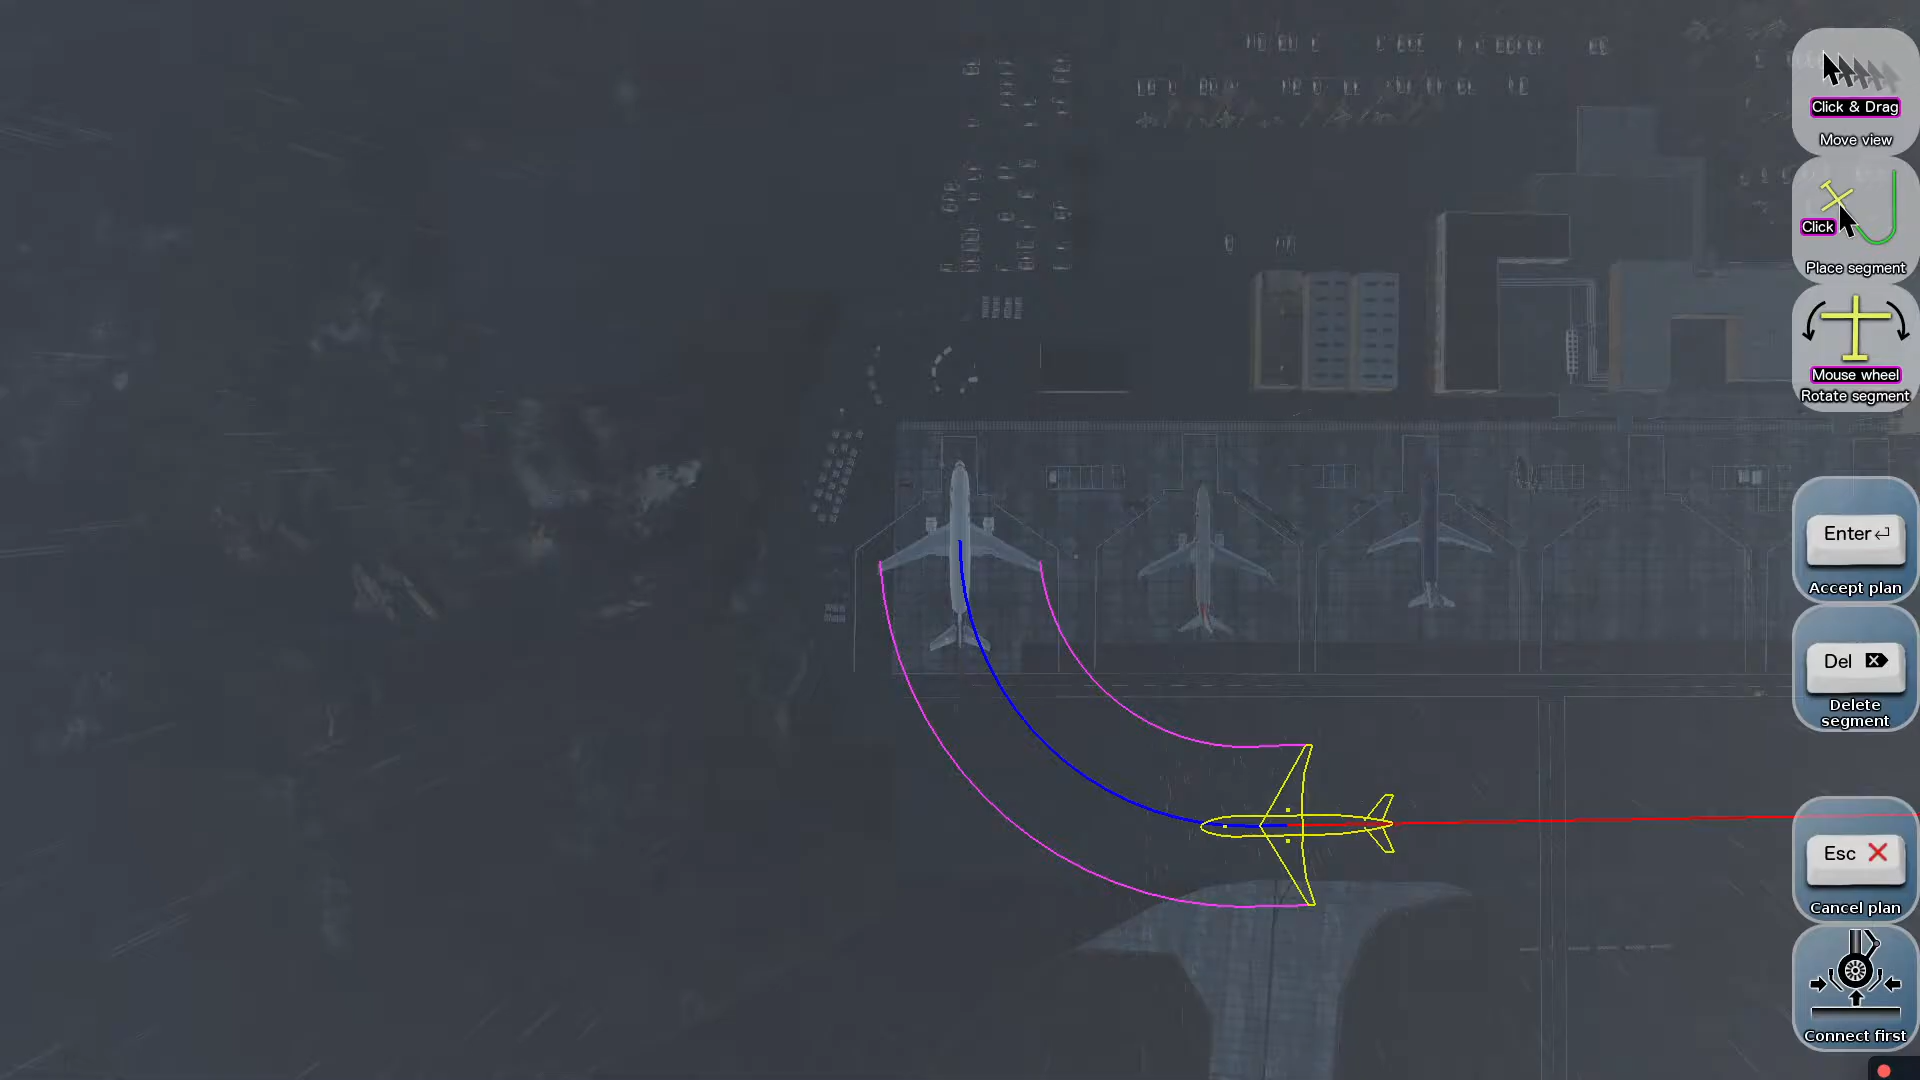 Click & Drag
Move view
Click
Place segment
Mouse wheel
Rotate segment
Enter
Accept plan
Del
Delete
segment
Esc
Cancel plan
Connect first